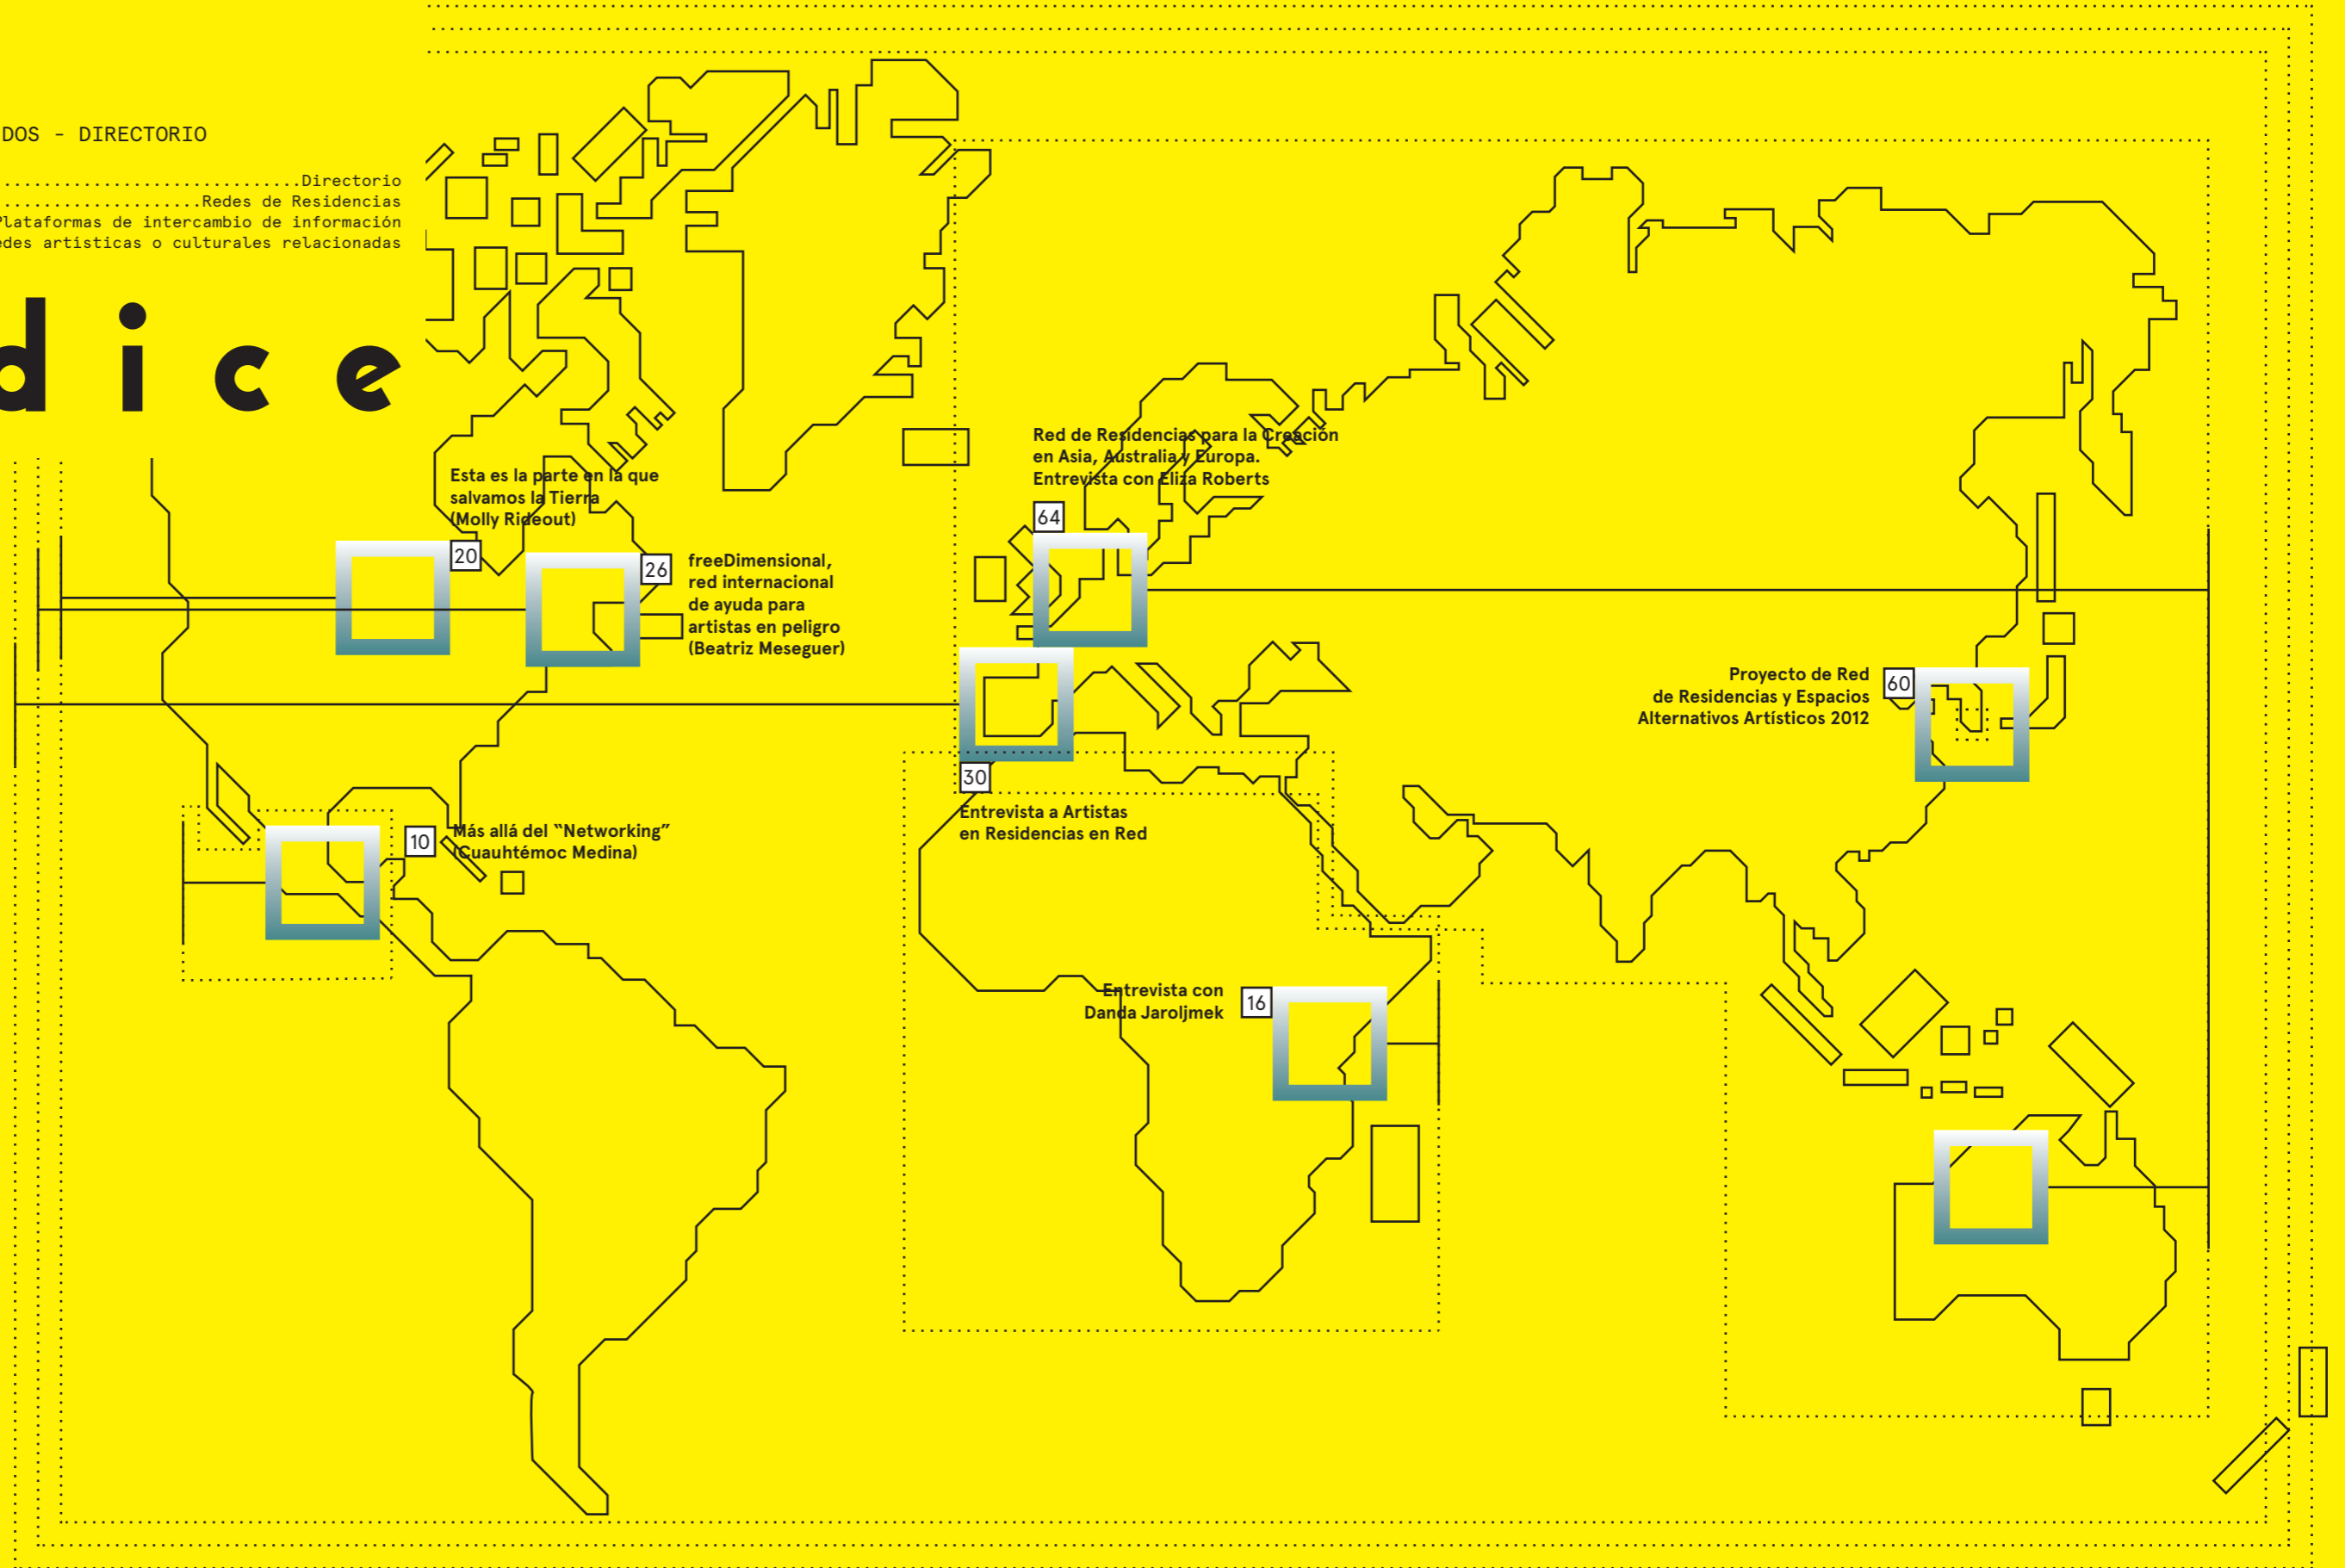 DOS - DIRECTORIO
..............................Directorio
.....................Redes de Residencias
Plataformas de intercambio de información
edes artísticas o culturales relacionadas
dice
Esta es la parte en la que
salvamos la Tierra
(Molly Rideout)
20
26
freeDimensional,
red internacional
de ayuda para
artistas en peligro
(Beatriz Meseguer)
Red de Residencias para la Creación
en Asia, Australia y Europa.
Entrevista con Eliza Roberts
64
30
Entrevista a Artistas
en Residencias en Red
Proyecto de Red
de Residencias y Espacios
Alternativos Artísticos 2012
60
10
Más allá del “Networking”
(Cuauhtémoc Medina)
Entrevista con
Danda Jaroljmek
16